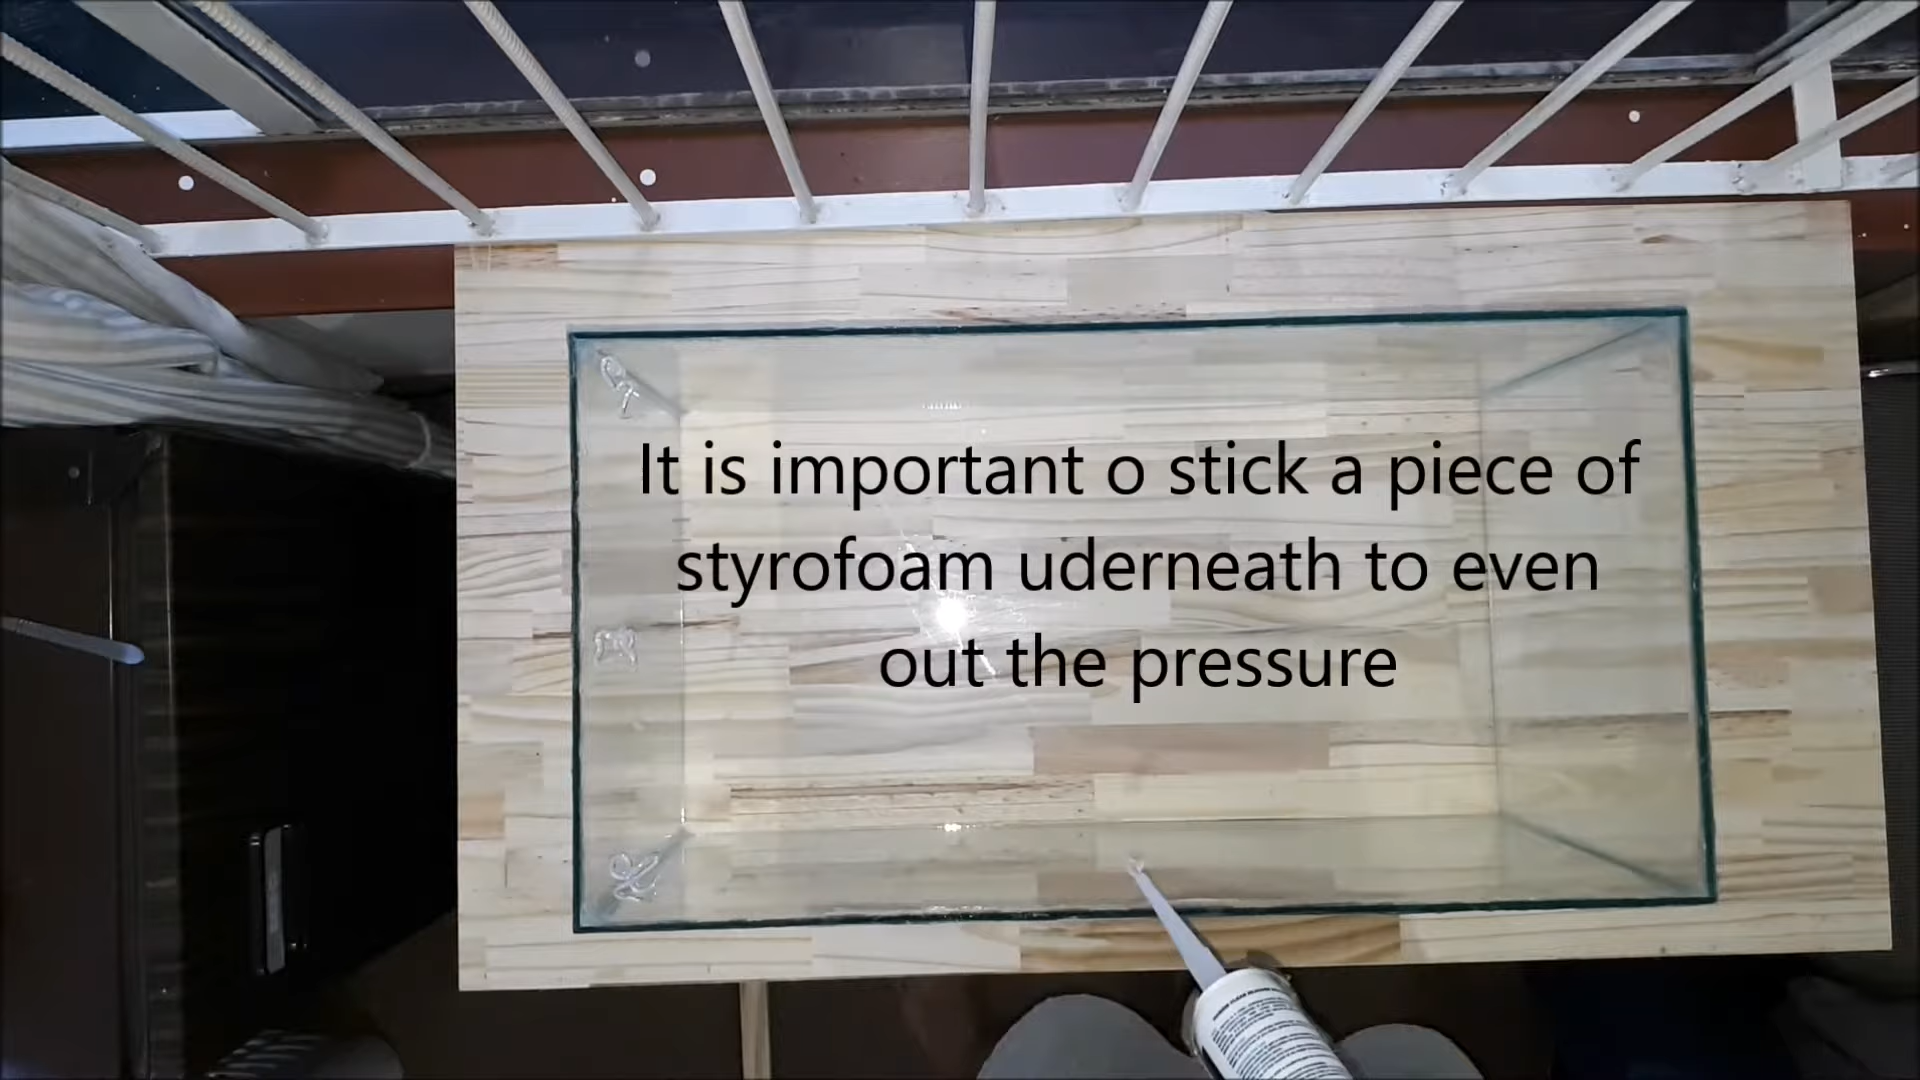 It is important o stick a piece of
styrofoam uderneath to even
out the pressure